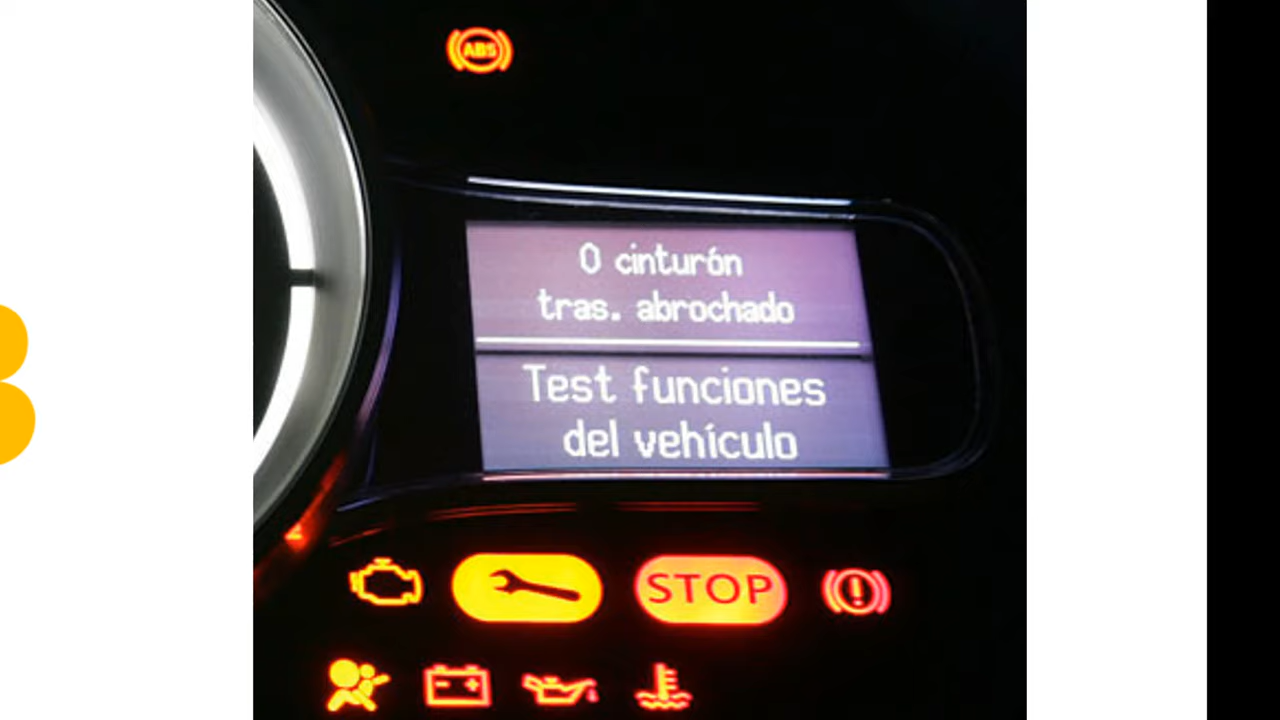 ABS
0 cinturón
tras. abrochado
Test funciones
del vehículo
STOP